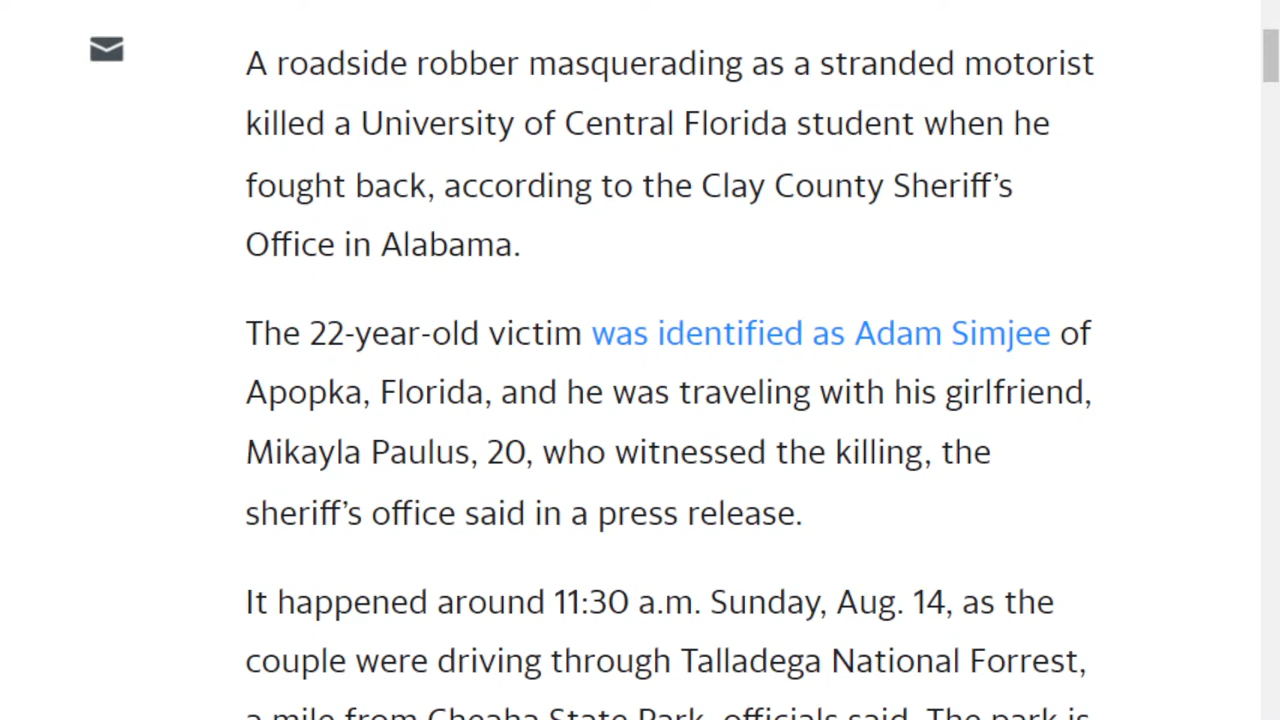 A roadside robber masquerading as a stranded motorist
killed a University of Central Florida student when he
fought back, according to the Clay County Sheriff’s
Office in Alabama.
The 22-year-old victim was identified as Adam Simjee of
Apopka, Florida, and he was traveling with his girlfriend,
Mikayla Paulus, 20, who witnessed the killing, the
sheriff’s office said in a press release.
It happened around 11:30 a.m. Sunday, Aug. 14, as the
couple were driving through Talladega National Forrest,
a mile from Cheaha State Park, officials said. The park is